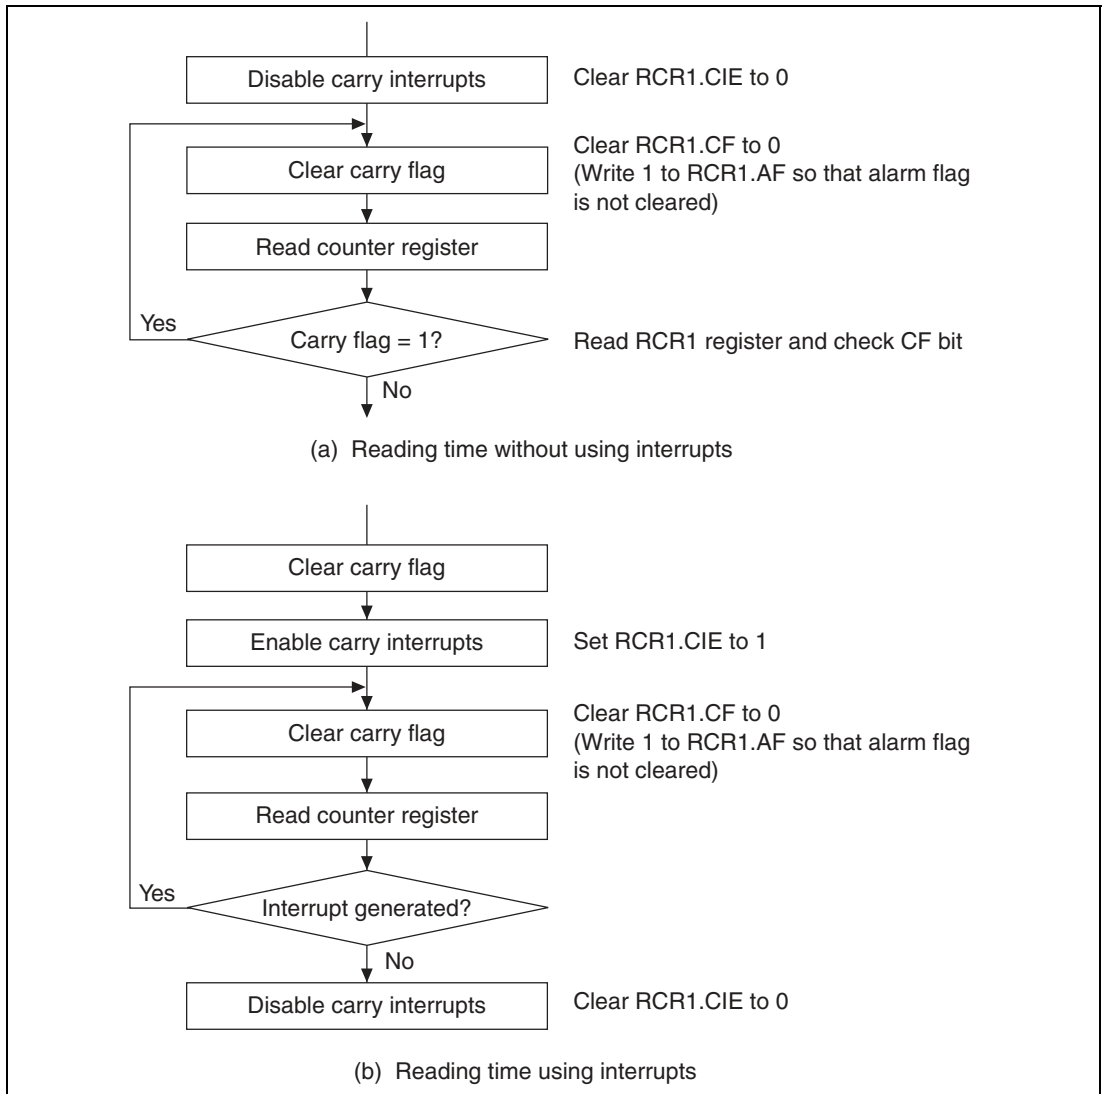 Disable carry interrupts
Clear RCR1.CIE to 0
Clear carry flag
Clear RCR1.CF to 0
(Write 1 to RCR1.AF so that alarm flag
is not cleared)
Read counter register
Yes
Carry flag = 1?
Read RCR1 register and check CF bit
No
(a) Reading time without using interrupts
Clear carry flag
Enable carry interrupts
Set RCR1.CIE to 1
Clear carry flag
Clear RCR1.CF to 0
(Write 1 to RCR1.AF so that alarm flag
is not cleared)
Read counter register
Yes
Interrupt generated?
No
Disable carry interrupts
Clear RCR1.CIE to 0
(b) Reading time using interrupts